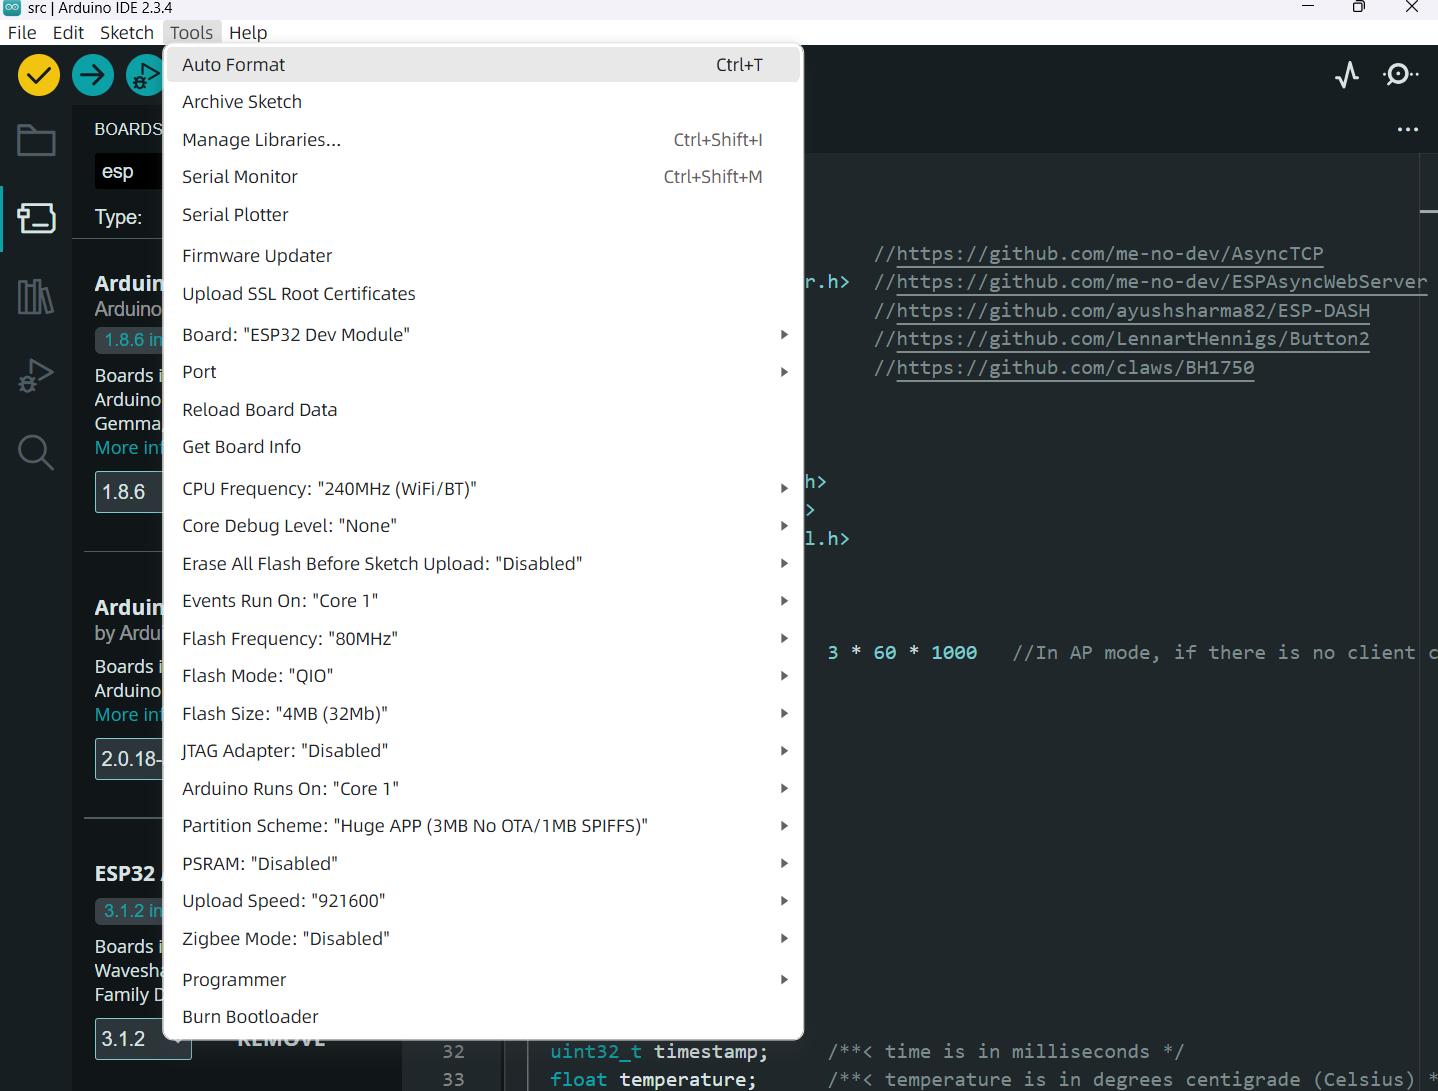 src | Arduino IDE 2.3.4
File Edit Sketch Tools Help
Auto Format Ctrl+T
Archive Sketch
Manage Libraries... Ctrl+Shift+I
Serial Monitor Ctrl+Shift+M
Serial Plotter
Firmware Updater
Upload SSL Root Certificates
Board: "ESP32 Dev Module"
Port
Reload Board Data
Get Board Info
CPU Frequency: "240MHz (WiFi/BT)"
Core Debug Level: "None"
Erase All Flash Before Sketch Upload: "Disabled"
Events Run On: "Core 1"
Flash Frequency: "80MHz"
Flash Mode: "QIO"
Flash Size: "4MB (32Mb)"
JTAG Adapter: "Disabled"
Arduino Runs On: "Core 1"
Partition Scheme: "Huge APP (3MB No OTA/1MB SPIFFS)"
PSRAM: "Disabled"
Upload Speed: "921600"
Zigbee Mode: "Disabled"
Programmer
Burn Bootloader
BOARDS
esp
Type:
Arduin
Arduino
1.8.6 in
Boards i
Arduino
Gemma
More inf
1.8.6
Arduin
by Ardui
Boards i
Arduino
More inf
2.0.18-
ESP32
3.1.2 in
Boards i
Wavesha
Family D
3.1.2
REMOVE
//https://github.com/me-no-dev/AsyncTCP
r.h> //https://github.com/me-no-dev/ESPAsyncWebServer
//https://github.com/ayushsharma82/ESP-DASH
//https://github.com/LennartHennigs/Button2
//https://github.com/claws/BH1750
h>
>
l.h>
3 * 60 * 1000 //In AP mode, if there is no client c
32 uint32_t timestamp; /**< time is in milliseconds */
33 float temperature; /**< temperature is in degrees centigrade (Celsius) *